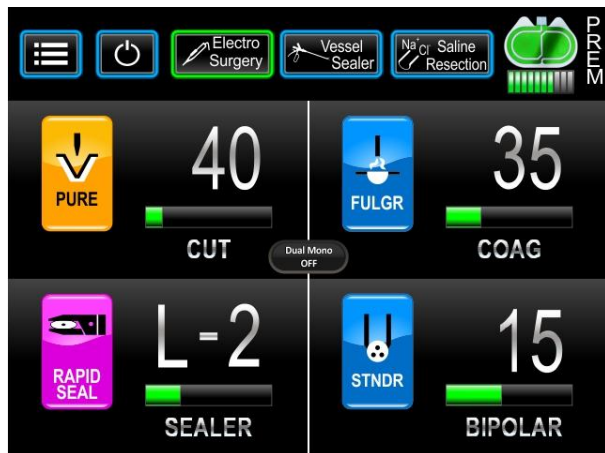 Electro
Surgery
Vessel
Sealer
Na⁺Cl⁻ Saline
Resection
PREM
PURE
40
CUT
FULGR
35
COAG
Dual Mono
OFF
RAPID
SEAL
L-2
SEALER
STNDR
15
BIPOLAR